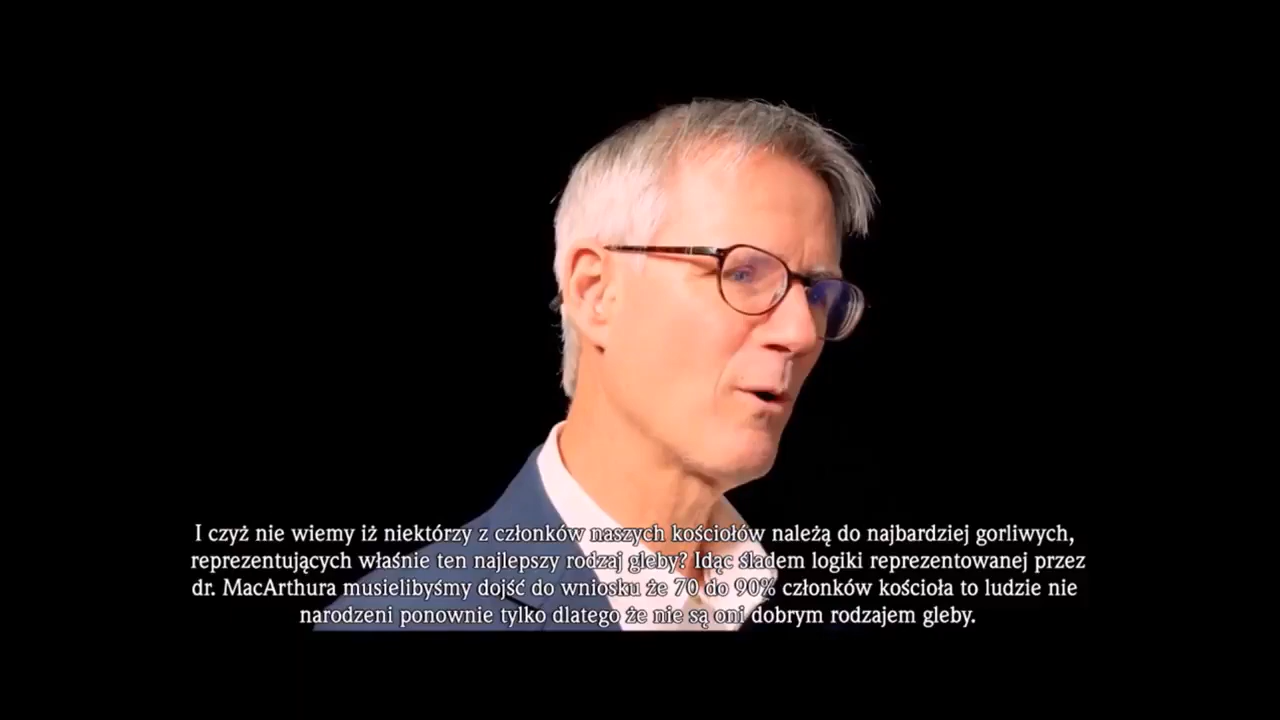 I czyż nie wiemy iż niektórzy z członków naszych kościołów należą do najbardziej gorliwych,
reprezentujących właśnie ten najlepszy rodzaj gleby? Idąc śladem logiki reprezentowanej przez
dr. MacArthura musielibyśmy dojść do wniosku że 70 do 90% członków kościoła to ludzie nie
narodzeni ponownie tylko dlatego że nie są oni dobrym rodzajem gleby.